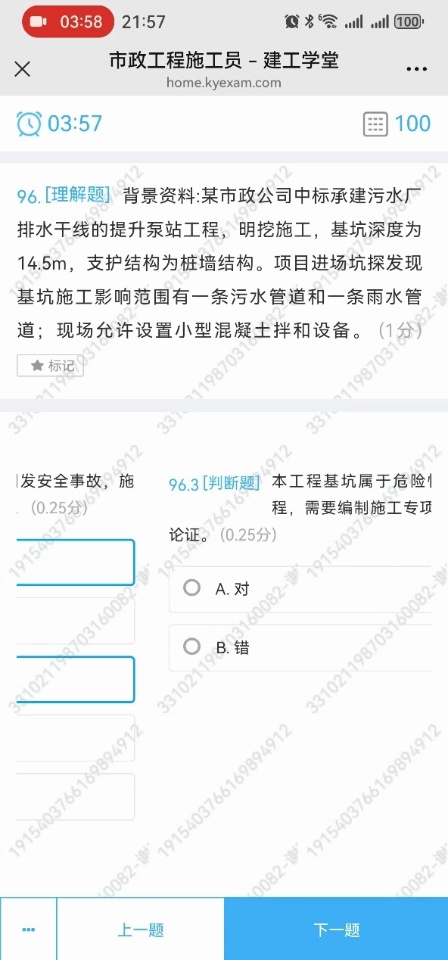 03:58 21:57 100
市政工程施工员 – 建工学堂
home.kyexam.com
03:57 100
96. [理解题] 背景资料:某市政公司中标承建污水厂
排水干线的提升泵站工程，明挖施工，基坑深度为
14.5m，支护结构为桩墙结构。项目进场坑探发现
基坑施工影响范围有一条污水管道和一条雨水管
道；现场允许设置小型混凝土拌和设备。(1分)
★ 标记
发安全事故，施
. (0.25分)
96.3 [判断题] 本工程基坑属于危险
程，需要编制施工专项
论证。(0.25分)
A. 对
B. 错
上一题 下一题
1915403766169894912
331021198703160082